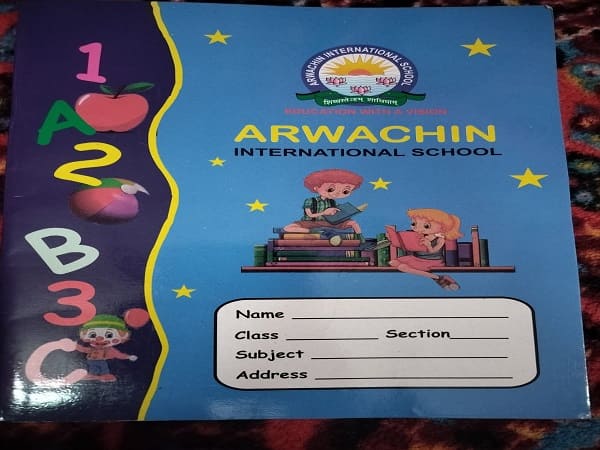 1
A
2
B
3
C
ARWACHIN INTERNATIONAL SCHOOL
EDUCATION WITH A VISION
ARWACHIN
INTERNATIONAL SCHOOL
Name
Class Section
Subject
Address